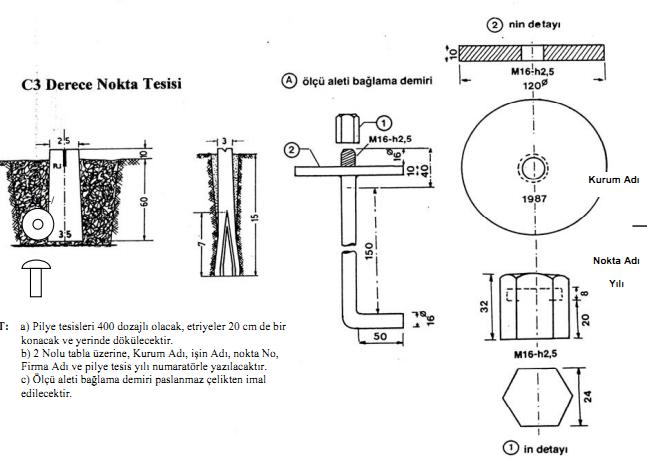 ② nin detayı
C3 Derece Nokta Tesisi
Ⓐ ölçü aleti bağlama demiri
10
M16-h2,5
120Ø
2,5
10
60
3,5
3
7
15
①
M16-h2,5
②
Ø
16
10
40
150
Ø
16
50
Kurum Adı
1987
Nokta Adı
Yılı
32
8
20
M16-h2,5
24
① in detayı
T: a) Pilye tesisleri 400 dozajlı olacak, etriyeler 20 cm de bir
konacak ve yerinde dökülecektir.
b) 2 Nolu tabla üzerine, Kurum Adı, işin Adı, nokta No,
Firma Adı ve pilye tesis yılı numaratörle yazılacaktır.
c) Ölçü aleti bağlama demiri paslanmaz çelikten imal
edilecektir.